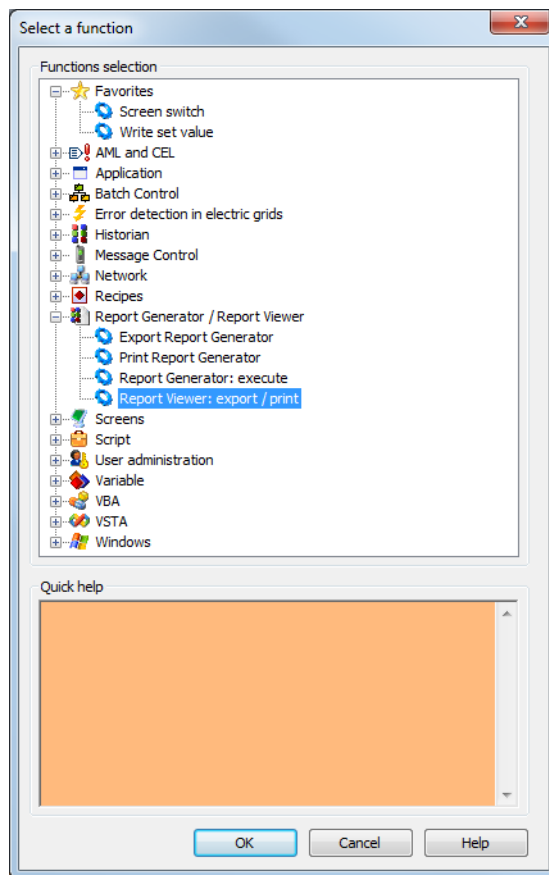 Select a function
Functions selection
Favorites
Screen switch
Write set value
AML and CEL
Application
Batch Control
Error detection in electric grids
Historian
Message Control
Network
Recipes
Report Generator / Report Viewer
Export Report Generator
Print Report Generator
Report Generator: execute
Report Viewer: export / print
Screens
Script
User administration
Variable
VBA
VSTA
Windows
Quick help
OK Cancel Help